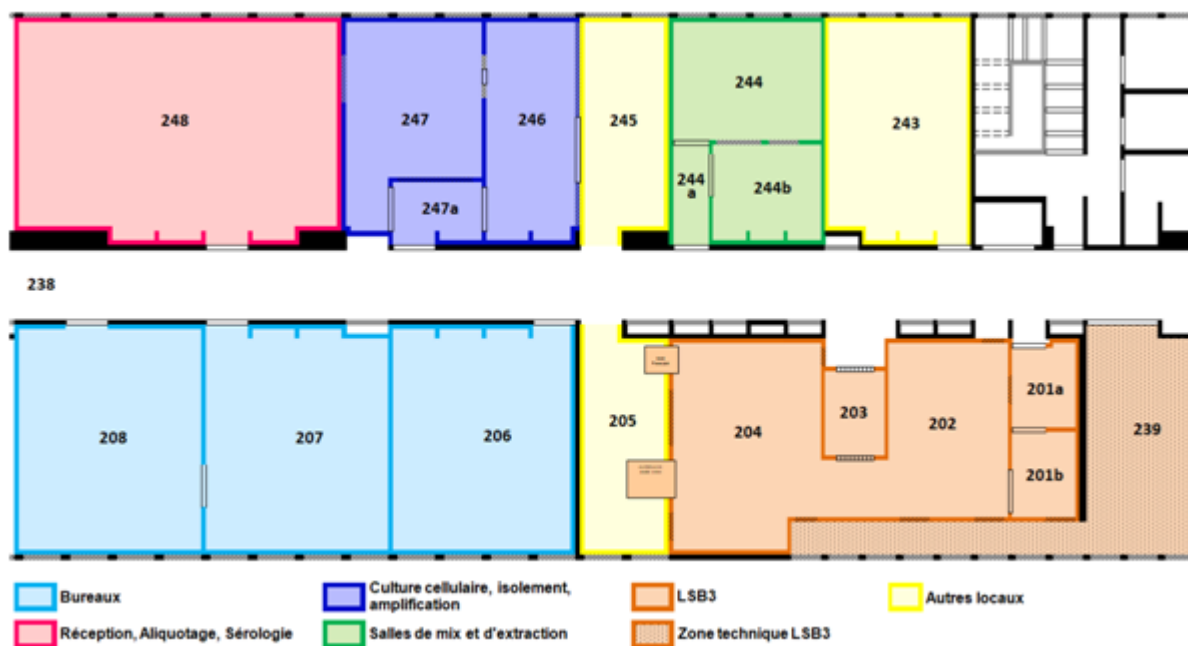 248
247
246
245
244
243
247a
244
a
244b
238
208
207
206
205
204
203
202
201a
201b
239
Bureaux
Culture cellulaire, isolement,
amplification
LSB3
Autres locaux
Réception, Aliquotage, Sérologie
Salles de mix et d'extraction
Zone technique LSB3